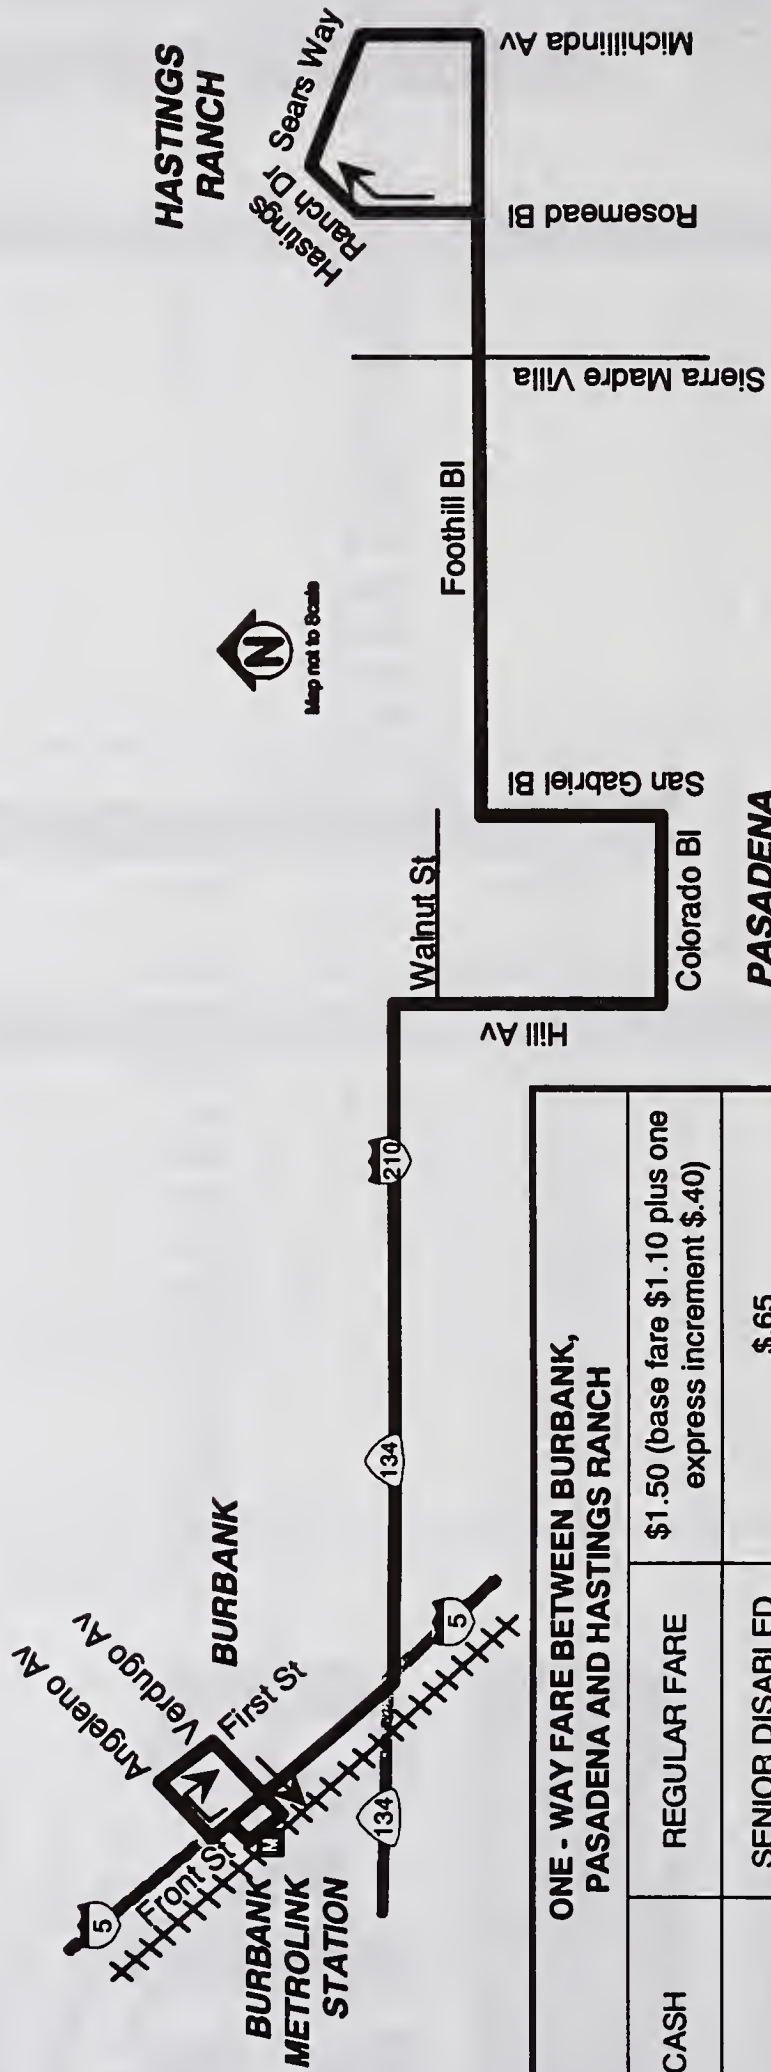 HASTINGS
RANCH
Hastings
Ranch Dr
Sears Way
Michillinda Av
Rosemead Bl
Sierra Madre Villa
Foothill Bl
N
Map not to Scale
San Gabriel Bl
Walnut St
Colorado Bl
PASADENA
Hill Av
210
134
BURBANK
Angeleno Av
Verdugo Av
First St
5
5
Front St
134
M
BURBANK
METROLINK
STATION
ONE - WAY FARE BETWEEN BURBANK,
PASADENA AND HASTINGS RANCH
CASH
REGULAR FARE
$1.50 (base fare $1.10 plus one
express increment $.40)
SENIOR DISABLED
$.65